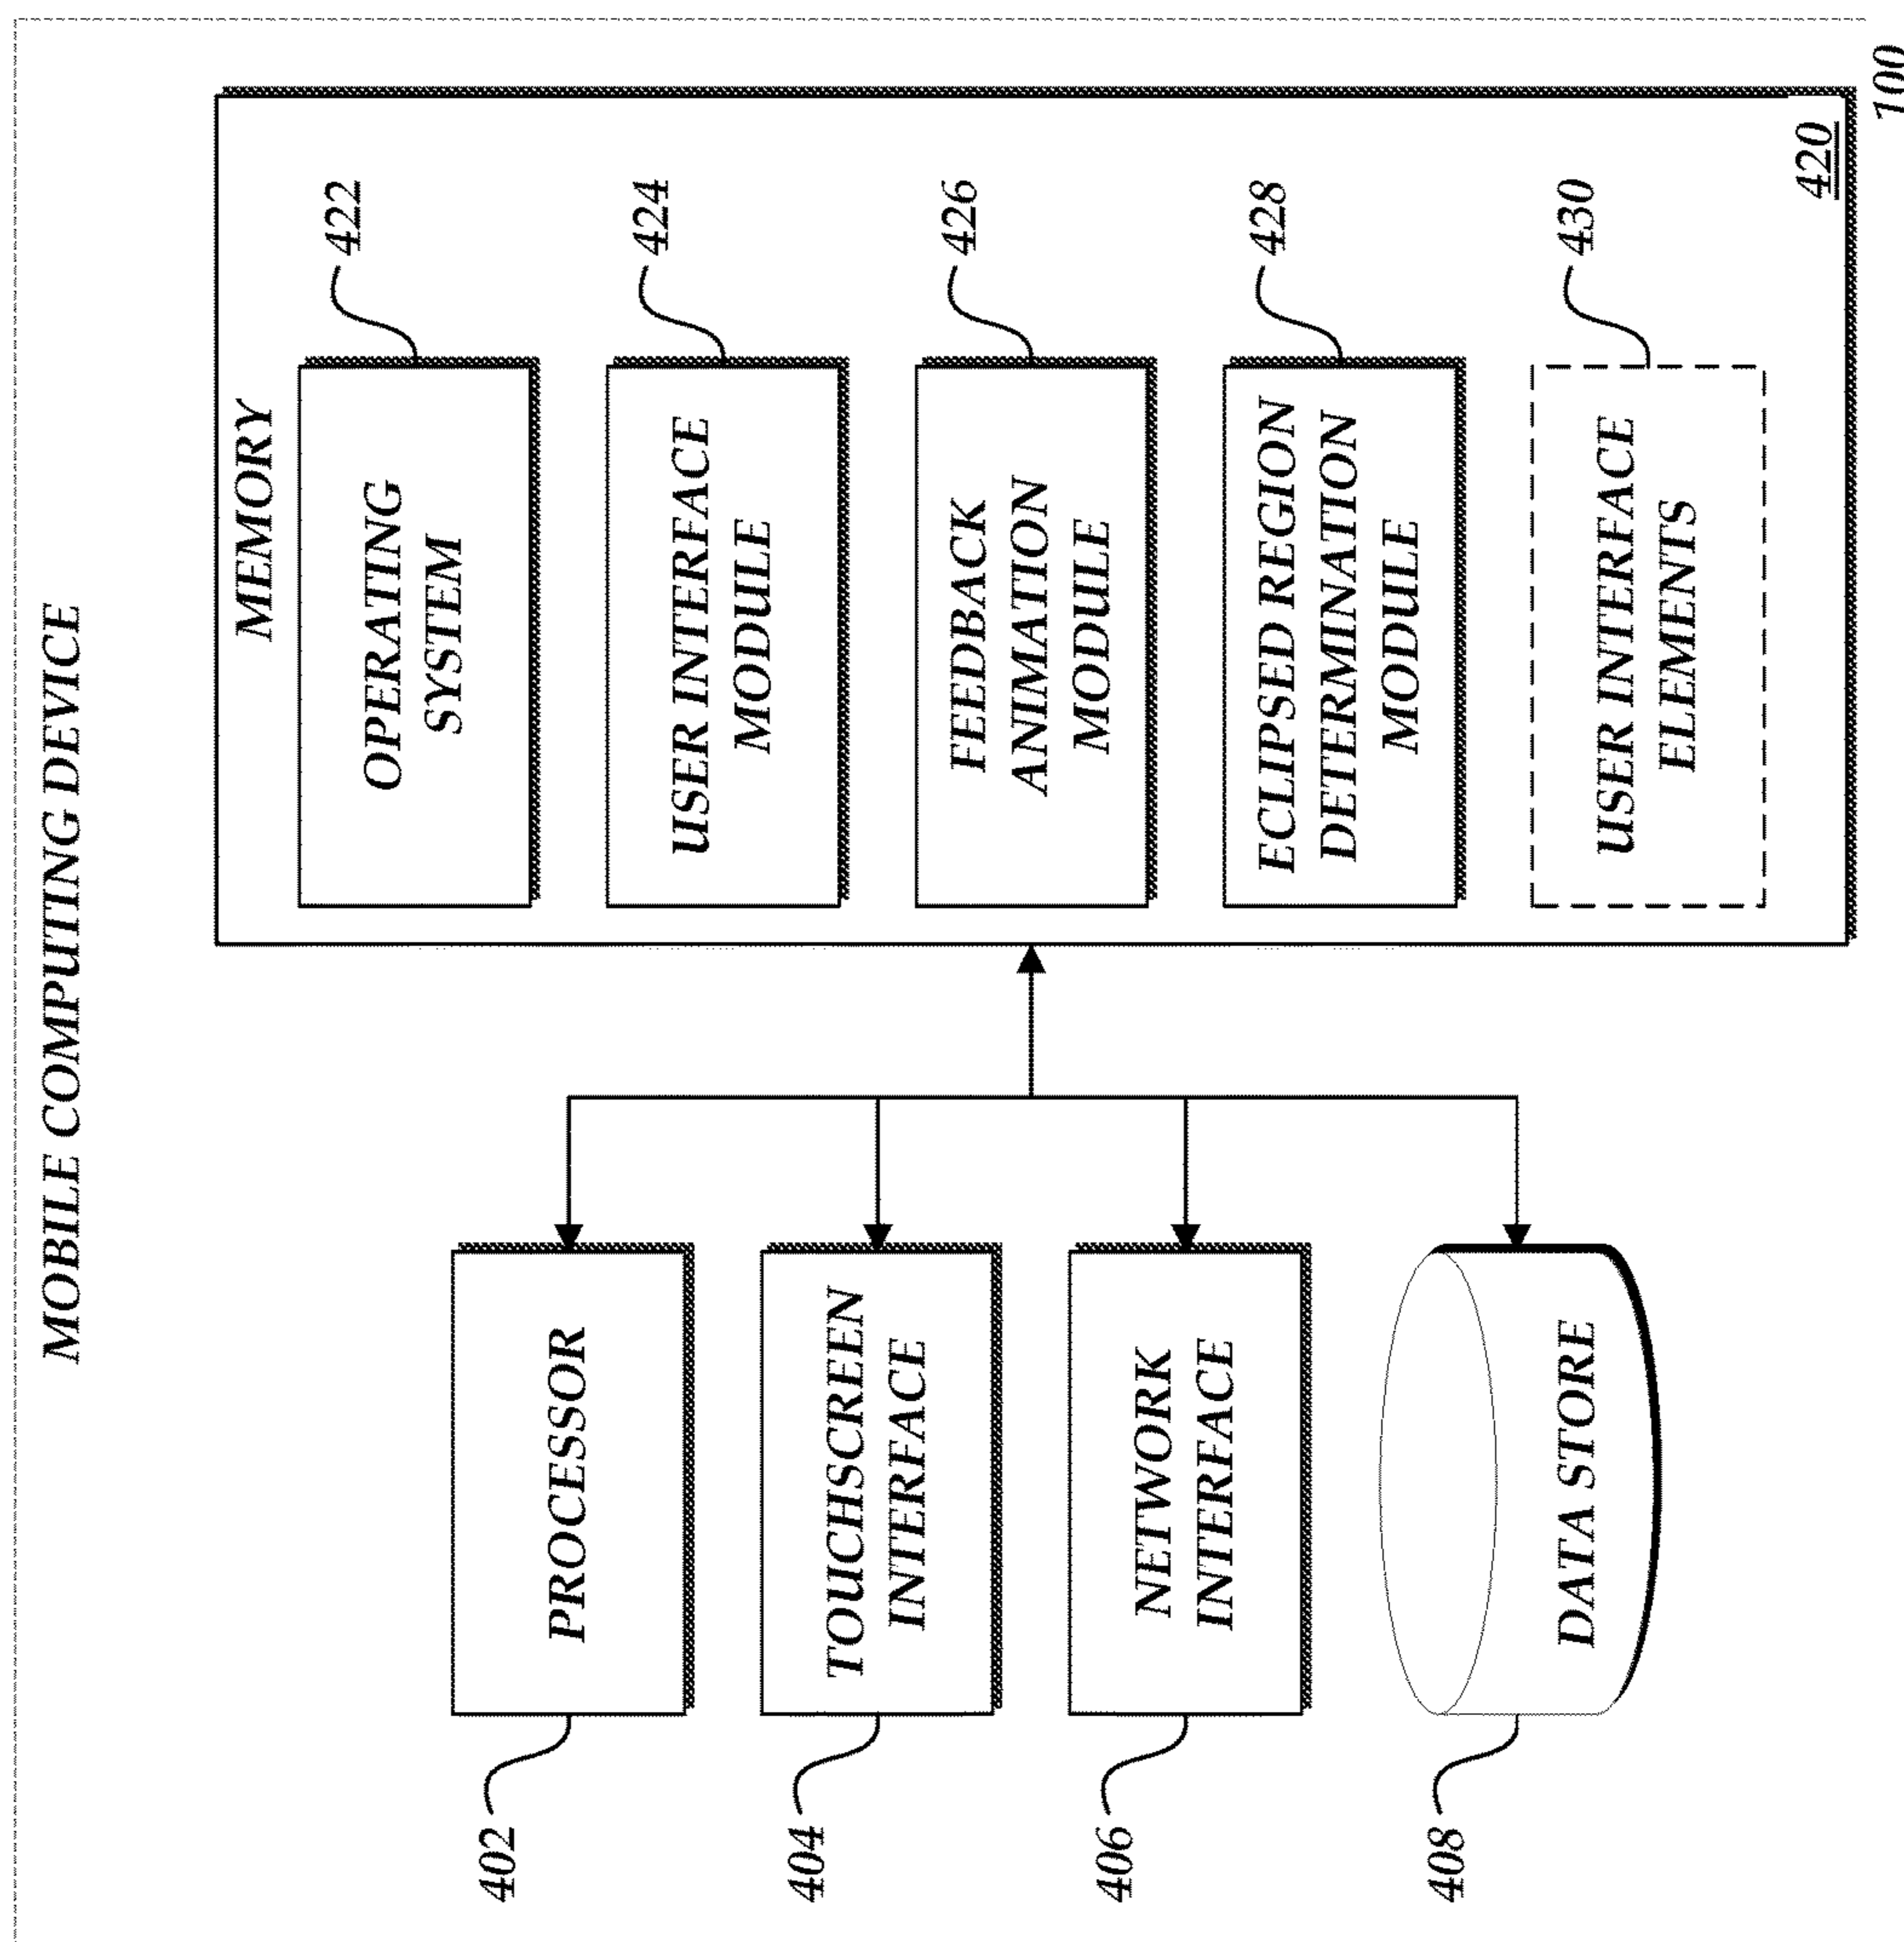 MOBILE COMPUTING DEVICE
402
PROCESSOR
404
TOUCHSCREEN
INTERFACE
406
NETWORK
INTERFACE
408
DATA STORE
MEMORY
OPERATING
SYSTEM
422
USER INTERFACE
MODULE
424
FEEDBACK
ANIMATION
MODULE
426
ECLIPSED REGION
DETERMINATION
MODULE
428
USER INTERFACE
ELEMENTS
430
420
100